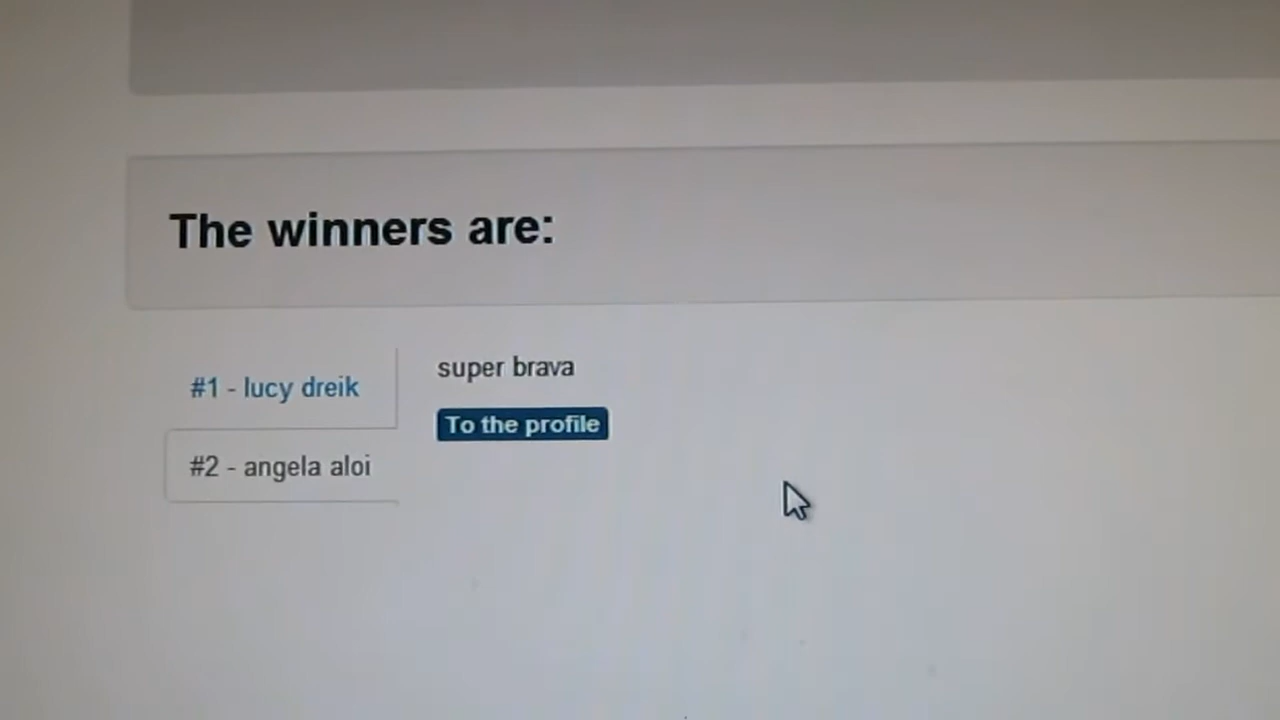 The winners are:
#1 - lucy dreik
#2 - angela aloi
super brava
To the profile